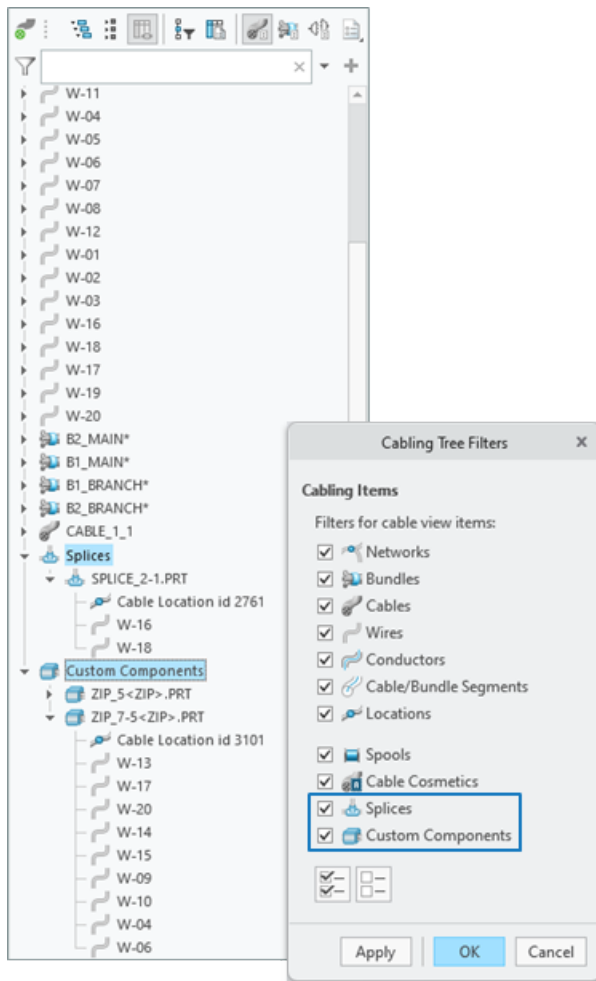 W-11
W-04
W-05
W-06
W-07
W-08
W-12
W-01
W-02
W-03
W-16
W-18
W-17
W-19
W-20
B2_MAIN*
B1_MAIN*
B1_BRANCH*
B2_BRANCH*
CABLE_1_1
Splices
SPLICE_2-1.PRT
Cable Location id 2761
W-16
W-18
Custom Components
ZIP_5<ZIP>.PRT
ZIP_7-5<ZIP>.PRT
Cable Location id 3101
W-13
W-17
W-20
W-14
W-15
W-09
W-10
W-04
W-06
Cabling Tree Filters
Cabling Items
Filters for cable view items:
Networks
Bundles
Cables
Wires
Conductors
Cable/Bundle Segments
Locations
Spools
Cable Cosmetics
Splices
Custom Components
Apply
OK
Cancel